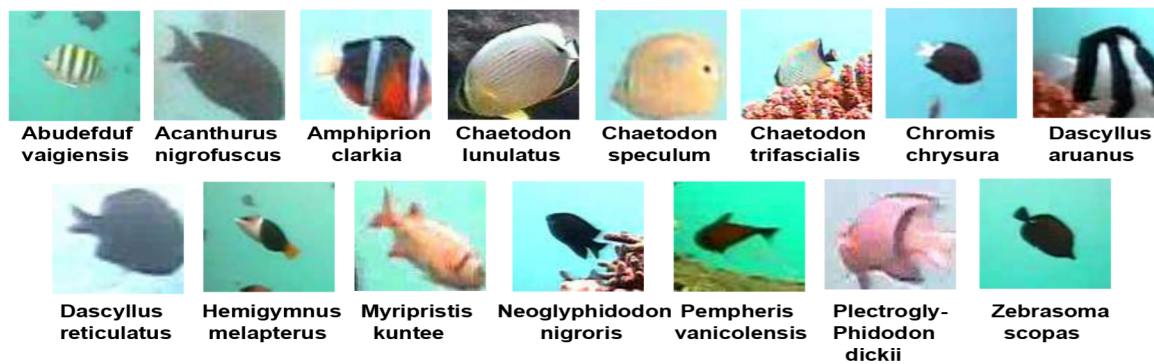 Abudefduf
vaigiensis
Acanthurus
nigrofuscus
Amphiprion
clarkia
Chaetodon
lunulatus
Chaetodon
speculum
Chaetodon
trifascialis
Chromis
chrysura
Dascyllus
aruanus
Dascyllus
reticulatus
Hemigymnus
melapterus
Myripristis
kuntee
Neoglyphidodon
nigroris
Pempheris
vanicolensis
Plectrogly-
Phidodon
dickii
Zebrasoma
scopas